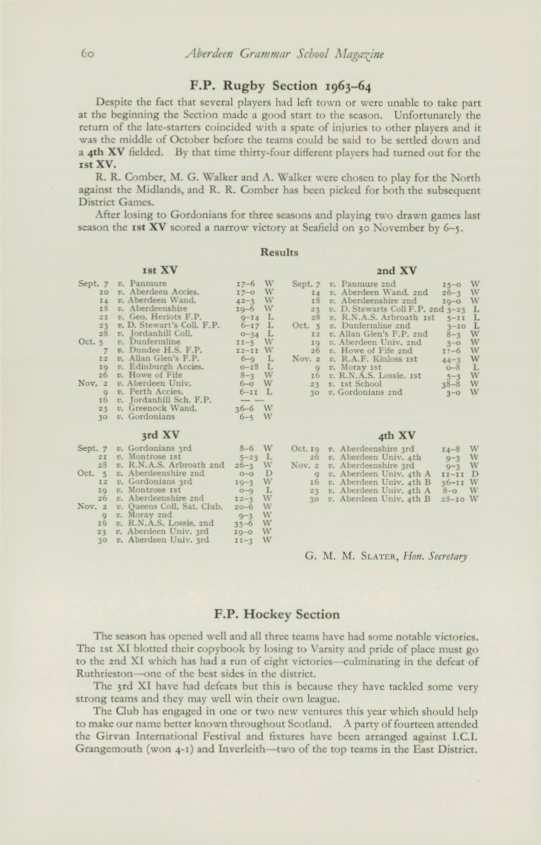 60 Aberdeen Grammar School Magazine
F.P. Rugby Section 1963–64
Despite the fact that several players had left town or were unable to take part
at the beginning the Section made a good start to the season. Unfortunately the
return of the late-starters coincided with a spate of injuries to other players and it
was the middle of October before the teams could be said to be settled down and
a 4th XV fielded. By that time thirty-four different players had turned out for the
1st XV.
R. R. Comber, M. G. Walker and A. Walker were chosen to play for the North
against the Midlands, and R. R. Comber has been picked for both the subsequent
District Games.
After losing to Gordonians for three seasons and playing two drawn games last
season the 1st XV scored a narrow victory at Seafield on 30 November by 6–5.
Results
1st XV
Sept. 7 v. Panmure 17–6 W
10 v. Aberdeen Accies. 17–0 W
14 v. Aberdeen Wand. 42–3 W
18 v. Aberdeenshire 19–6 W
21 v. Geo. Heriots F.P. 9–14 L
23 v. D. Stewart's Coll. F.P. 6–17 L
28 v. Jordanhill Coll. 0–34 L
Oct. 5 v. Dunfermline 11–5 W
7 v. Dundee H.S. F.P. 12–11 W
12 v. Allan Glen's F.P. 6–9 L
19 v. Edinburgh Accies. 0–18 L
26 v. Howe of Fife 8–3 W
Nov. 2 v. Aberdeen Univ. 6–0 W
9 v. Perth Accies. 6–11 L
16 v. Jordanhill Sch. F.P. — —
23 v. Greenock Wand. 36–6 W
30 v. Gordonians 6–5 W
2nd XV
Sept. 7 v. Panmure 2nd 15–0 W
14 v. Aberdeen Wand. 2nd 26–3 W
18 v. Aberdeenshire 2nd 19–0 W
23 v. D. Stewarts Coll F.P. 2nd 3–23 L
28 v. R.N.A.S. Arbroath 1st 5–11 L
Oct. 5 v. Dunfermline 2nd 3–10 L
12 v. Allan Glen's F.P. 2nd 8–3 W
19 v. Aberdeen Univ. 2nd 3–0 W
26 v. Howe of Fife 2nd 17–6 W
Nov. 2 v. R.A.F. Kinloss 1st 44–3 W
9 v. Moray 1st 0–8 L
16 v. R.N.A.S. Lossie. 1st 5–3 W
23 v. 1st School 38–8 W
30 v. Gordonians 2nd 3–0 W
3rd XV
Sept. 7 v. Gordonians 3rd 8–6 W
21 v. Montrose 1st 5–23 L
28 v. R.N.A.S. Arbroath 2nd 26–3 W
Oct. 5 v. Aberdeenshire 2nd 0–0 D
12 v. Gordonians 3rd 19–3 W
19 v. Montrose 1st 0–9 L
26 v. Aberdeenshire 2nd 12–3 W
Nov. 2 v. Queens Coll. Sat. Club. 20–6 W
9 v. Moray 2nd 9–3 W
16 v. R.N.A.S. Lossie. 2nd 33–6 W
23 v. Aberdeen Univ. 3rd 19–0 W
30 v. Aberdeen Univ. 3rd 11–3 W
4th XV
Oct. 19 v. Aberdeenshire 3rd 14–8 W
26 v. Aberdeen Univ. 4th 9–3 W
Nov. 2 v. Aberdeenshire 3rd 9–3 W
9 v. Aberdeen Univ. 4th A 11–11 D
16 v. Aberdeen Univ. 4th B 36–11 W
23 v. Aberdeen Univ. 4th A 8–0 W
30 v. Aberdeen Univ. 4th B 28–10 W
G. M. M. Slater, Hon. Secretary
F.P. Hockey Section
The season has opened well and all three teams have had some notable victories.
The 1st XI blotted their copybook by losing to Varsity and pride of place must go
to the 2nd XI which has had a run of eight victories—culminating in the defeat of
Ruthrieston—one of the best sides in the district.
The 3rd XI have had defeats but this is because they have tackled some very
strong teams and they may well win their own league.
The Club has engaged in one or two new ventures this year which should help
to make our name better known throughout Scotland. A party of fourteen attended
the Girvan International Festival and fixtures have been arranged against I.C.I.
Grangemouth (won 4-1) and Inverleith—two of the top teams in the East District.